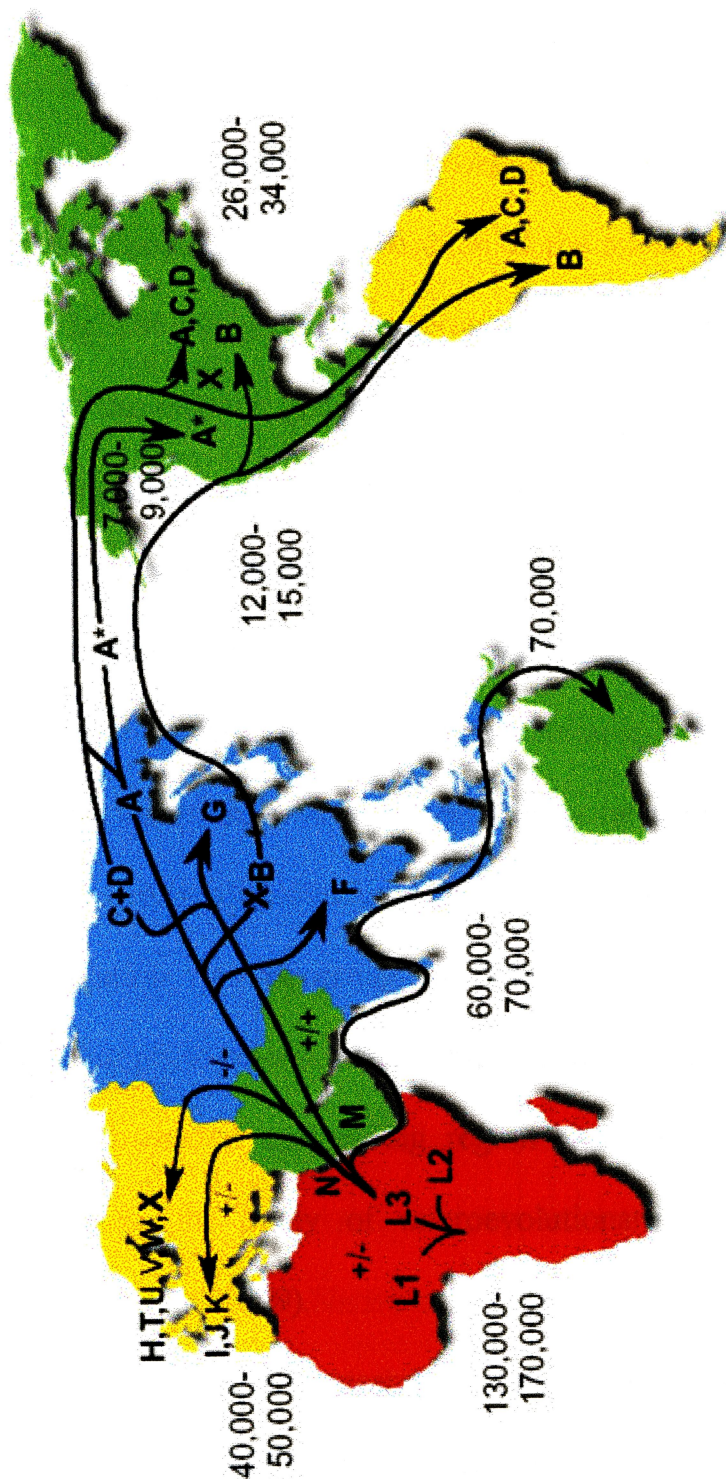 H,T,U,V,W,X
I,J,K
40,000-
50,000
+/-
-/-
N
M
+/+
+/-
L3
L1
L2
130,000-
170,000
C+D
A
G
X
B
F
60,000-
70,000
70,000
A*
7,000-
9,000
A*
X
A,C,D
B
12,000-
15,000
26,000-
34,000
A,C,D
B